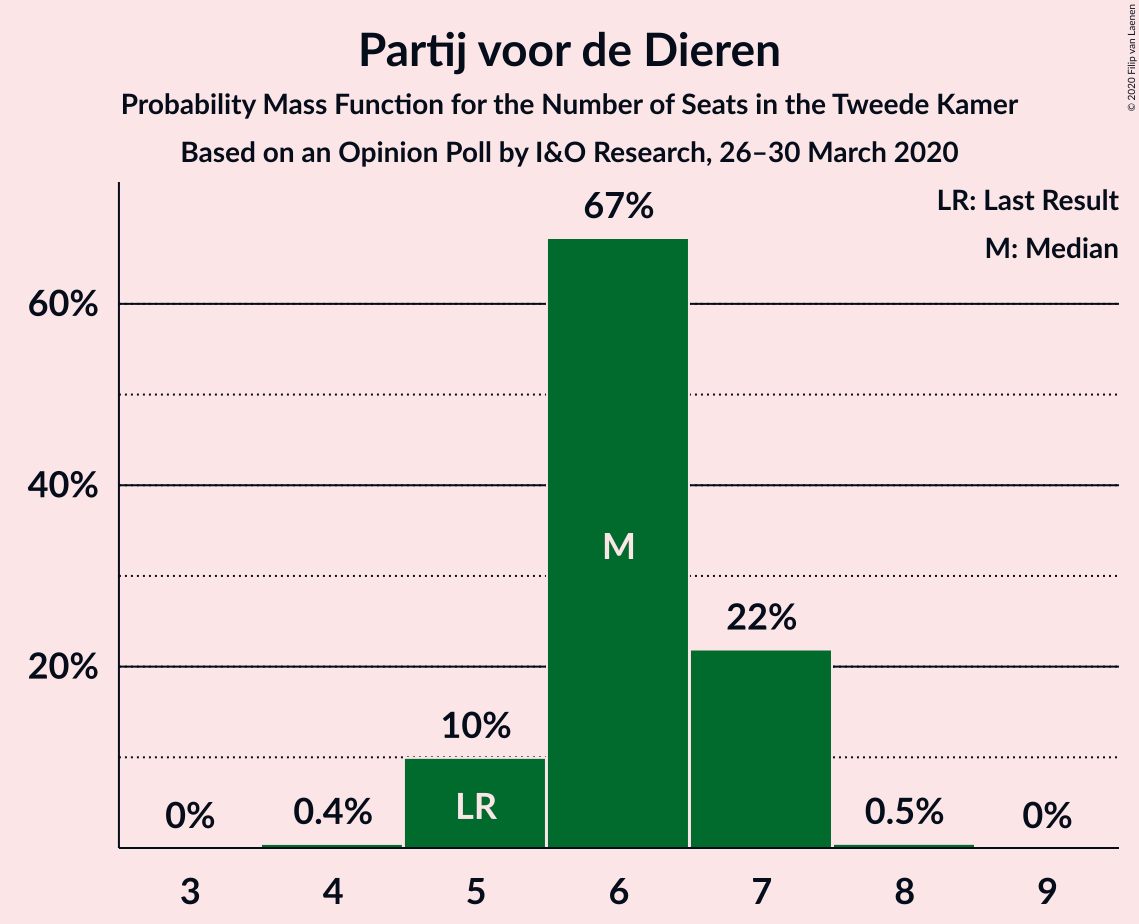 Partij voor de Dieren
Probability Mass Function for the Number of Seats in the Tweede Kamer
Based on an Opinion Poll by I&O Research, 26–30 March 2020
© 2020 Filip van Laenen
LR: Last Result
M: Median
60%
40%
20%
0%
0.4%
10%
67%
22%
0.5%
0%
LR
M
3
4
5
6
7
8
9